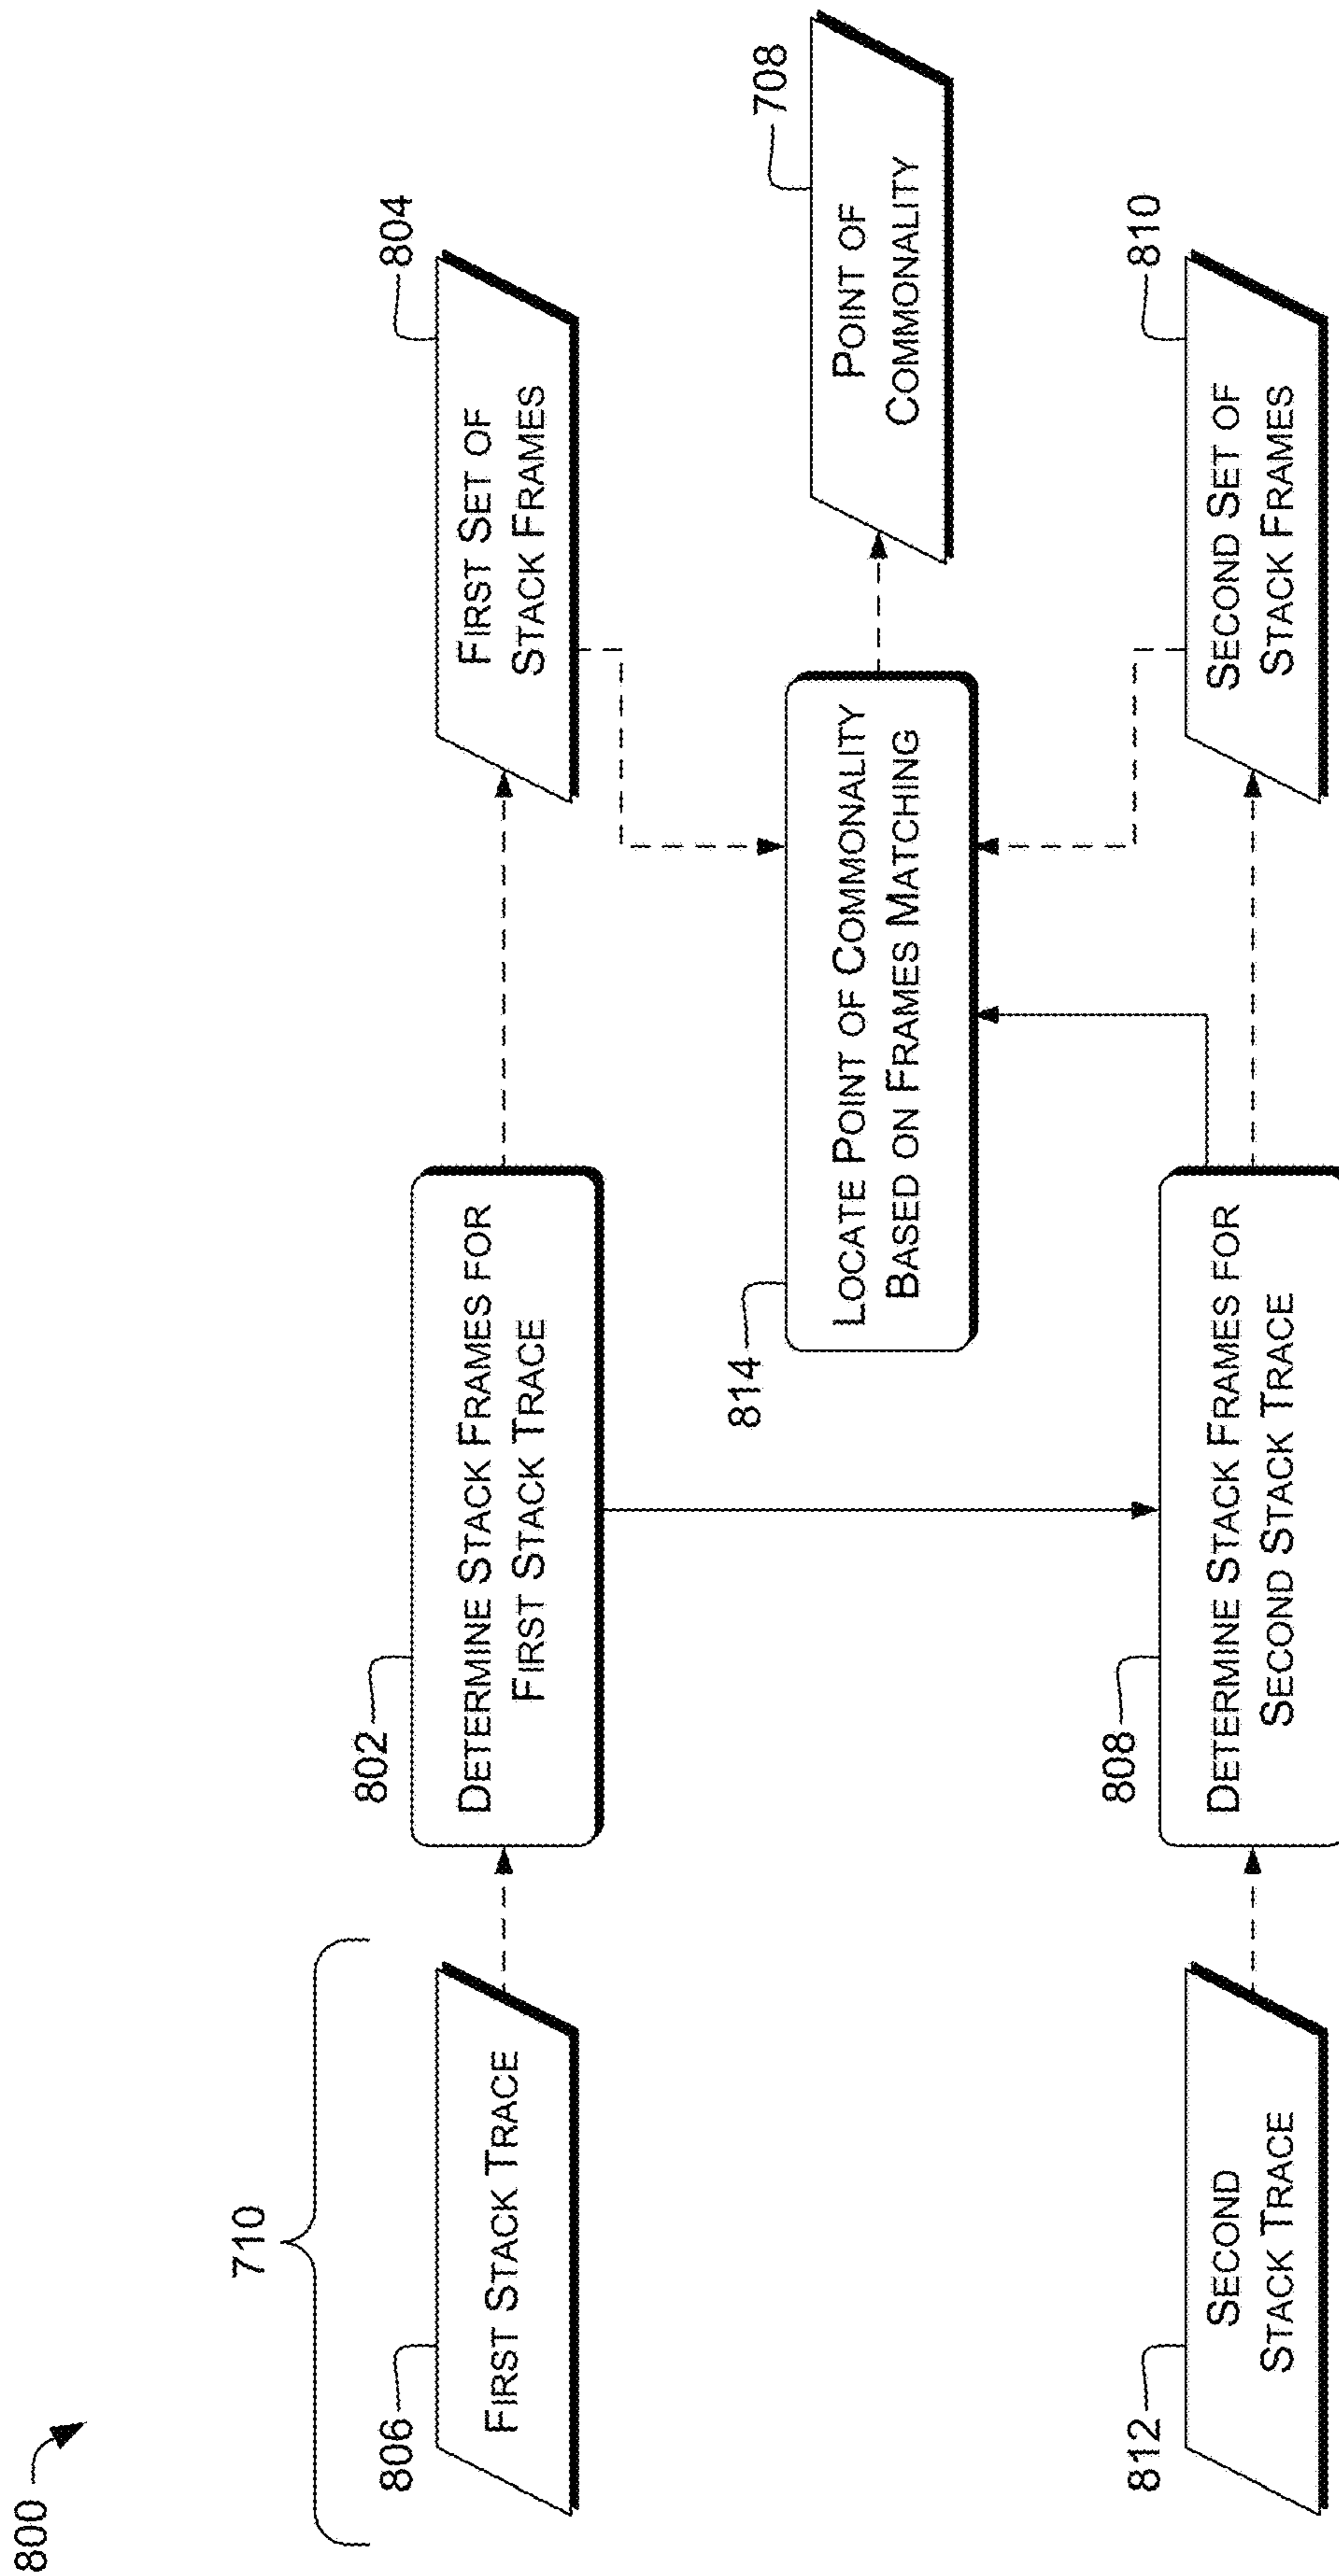 800
710
806
FIRST STACK TRACE
802
DETERMINE STACK FRAMES FOR
FIRST STACK TRACE
804
FIRST SET OF
STACK FRAMES
814
LOCATE POINT OF COMMONALITY
BASED ON FRAMES MATCHING
708
POINT OF
COMMONALITY
812
SECOND
STACK TRACE
808
DETERMINE STACK FRAMES FOR
SECOND STACK TRACE
810
SECOND SET OF
STACK FRAMES